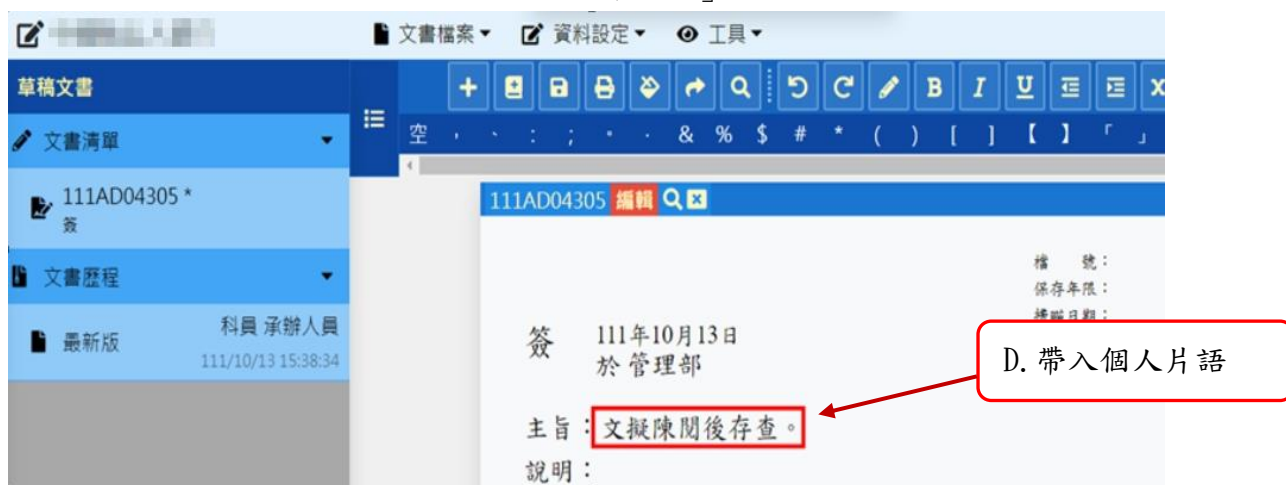 文書檔案 資料設定 工具
草稿文書
文書清單
空 ， 、 ： ； 。 ． & % $ # * ( ) [ ] 【 】 「 」
111AD04305 *
簽
111AD04305 編輯
文書歷程
最新版 科員 承辦人員
111/10/13 15:38:34
檔 號：
保存年限：
簽 111年10月13日
於 管理部
D. 帶入個人片語
主旨：文擬陳閱後存查。
說明：